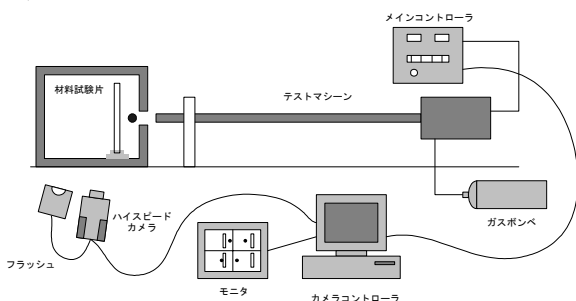 メインコントローラ
材料試験片
テストマシーン
ハイスピード
カメラ
ガスボンベ
フラッシュ
モニタ
カメラコントローラ